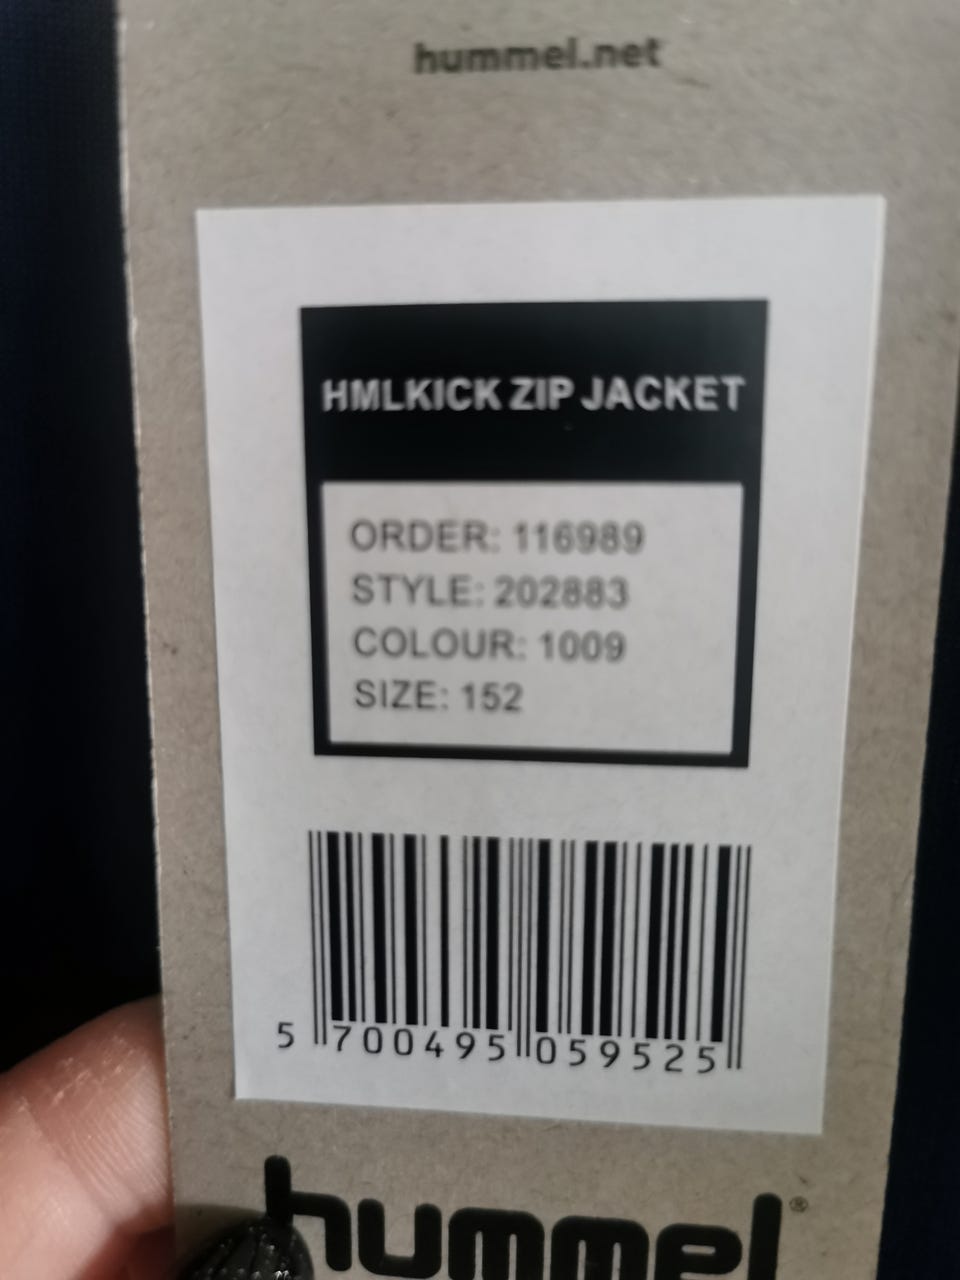 hummel.net
HMLKICK ZIP JACKET
ORDER: 116989
STYLE: 202883
COLOUR: 1009
SIZE: 152
5 700495 059525
hummel®